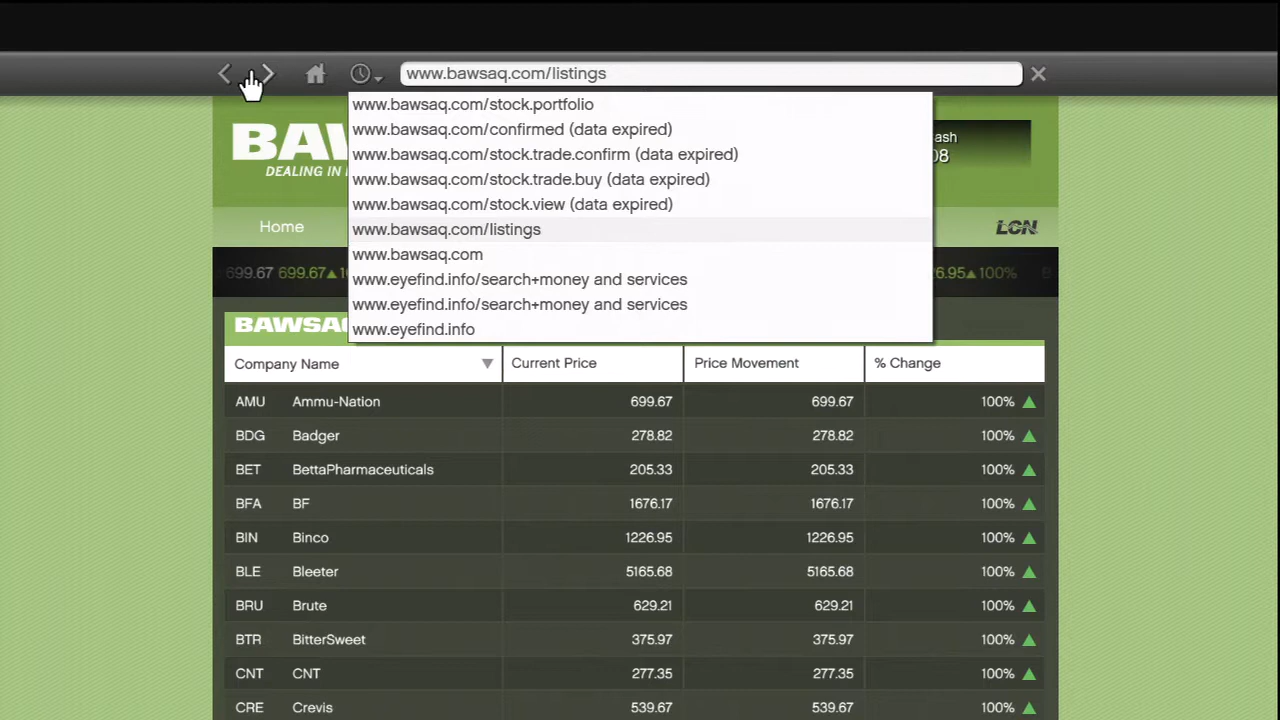 www.bawsaq.com/listings
www.bawsaq.com/stock.portfolio
www.bawsaq.com/confirmed (data expired)
www.bawsaq.com/stock.trade.confirm (data expired)
www.bawsaq.com/stock.trade.buy (data expired)
www.bawsaq.com/stock.view (data expired)
www.bawsaq.com/listings
www.bawsaq.com
www.eyefind.info/search+money and services
www.eyefind.info/search+money and services
www.eyefind.info
DEALING IN
ash
08
Home LCN
699.67 699.67 6.95 100%
BAWSAQ
Company Name Current Price Price Movement % Change
AMU Ammu-Nation 699.67 699.67 100%
BDG Badger 278.82 278.82 100%
BET BettaPharmaceuticals 205.33 205.33 100%
BFA BF 1676.17 1676.17 100%
BIN Binco 1226.95 1226.95 100%
BLE Bleeter 5165.68 5165.68 100%
BRU Brute 629.21 629.21 100%
BTR BitterSweet 375.97 375.97 100%
CNT CNT 277.35 277.35 100%
CRE Crevis 539.67 539.67 100%